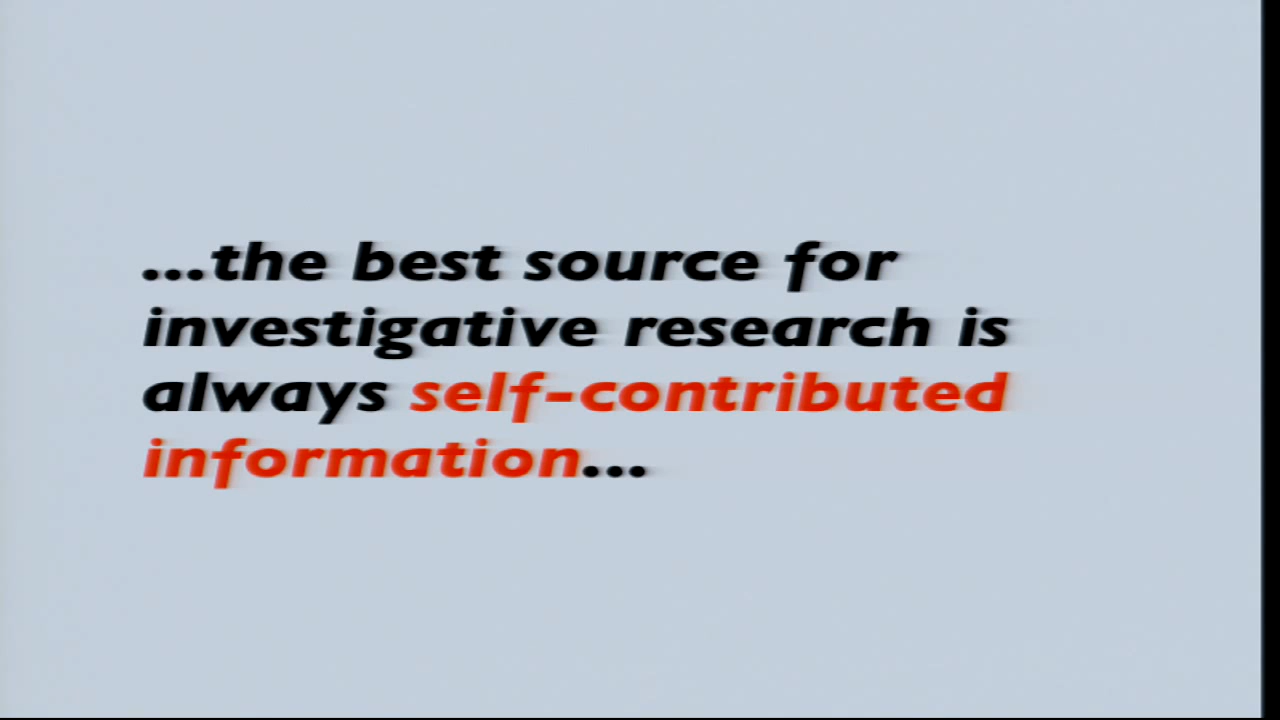 ...the best source for
investigative research is
always self-contributed
information...